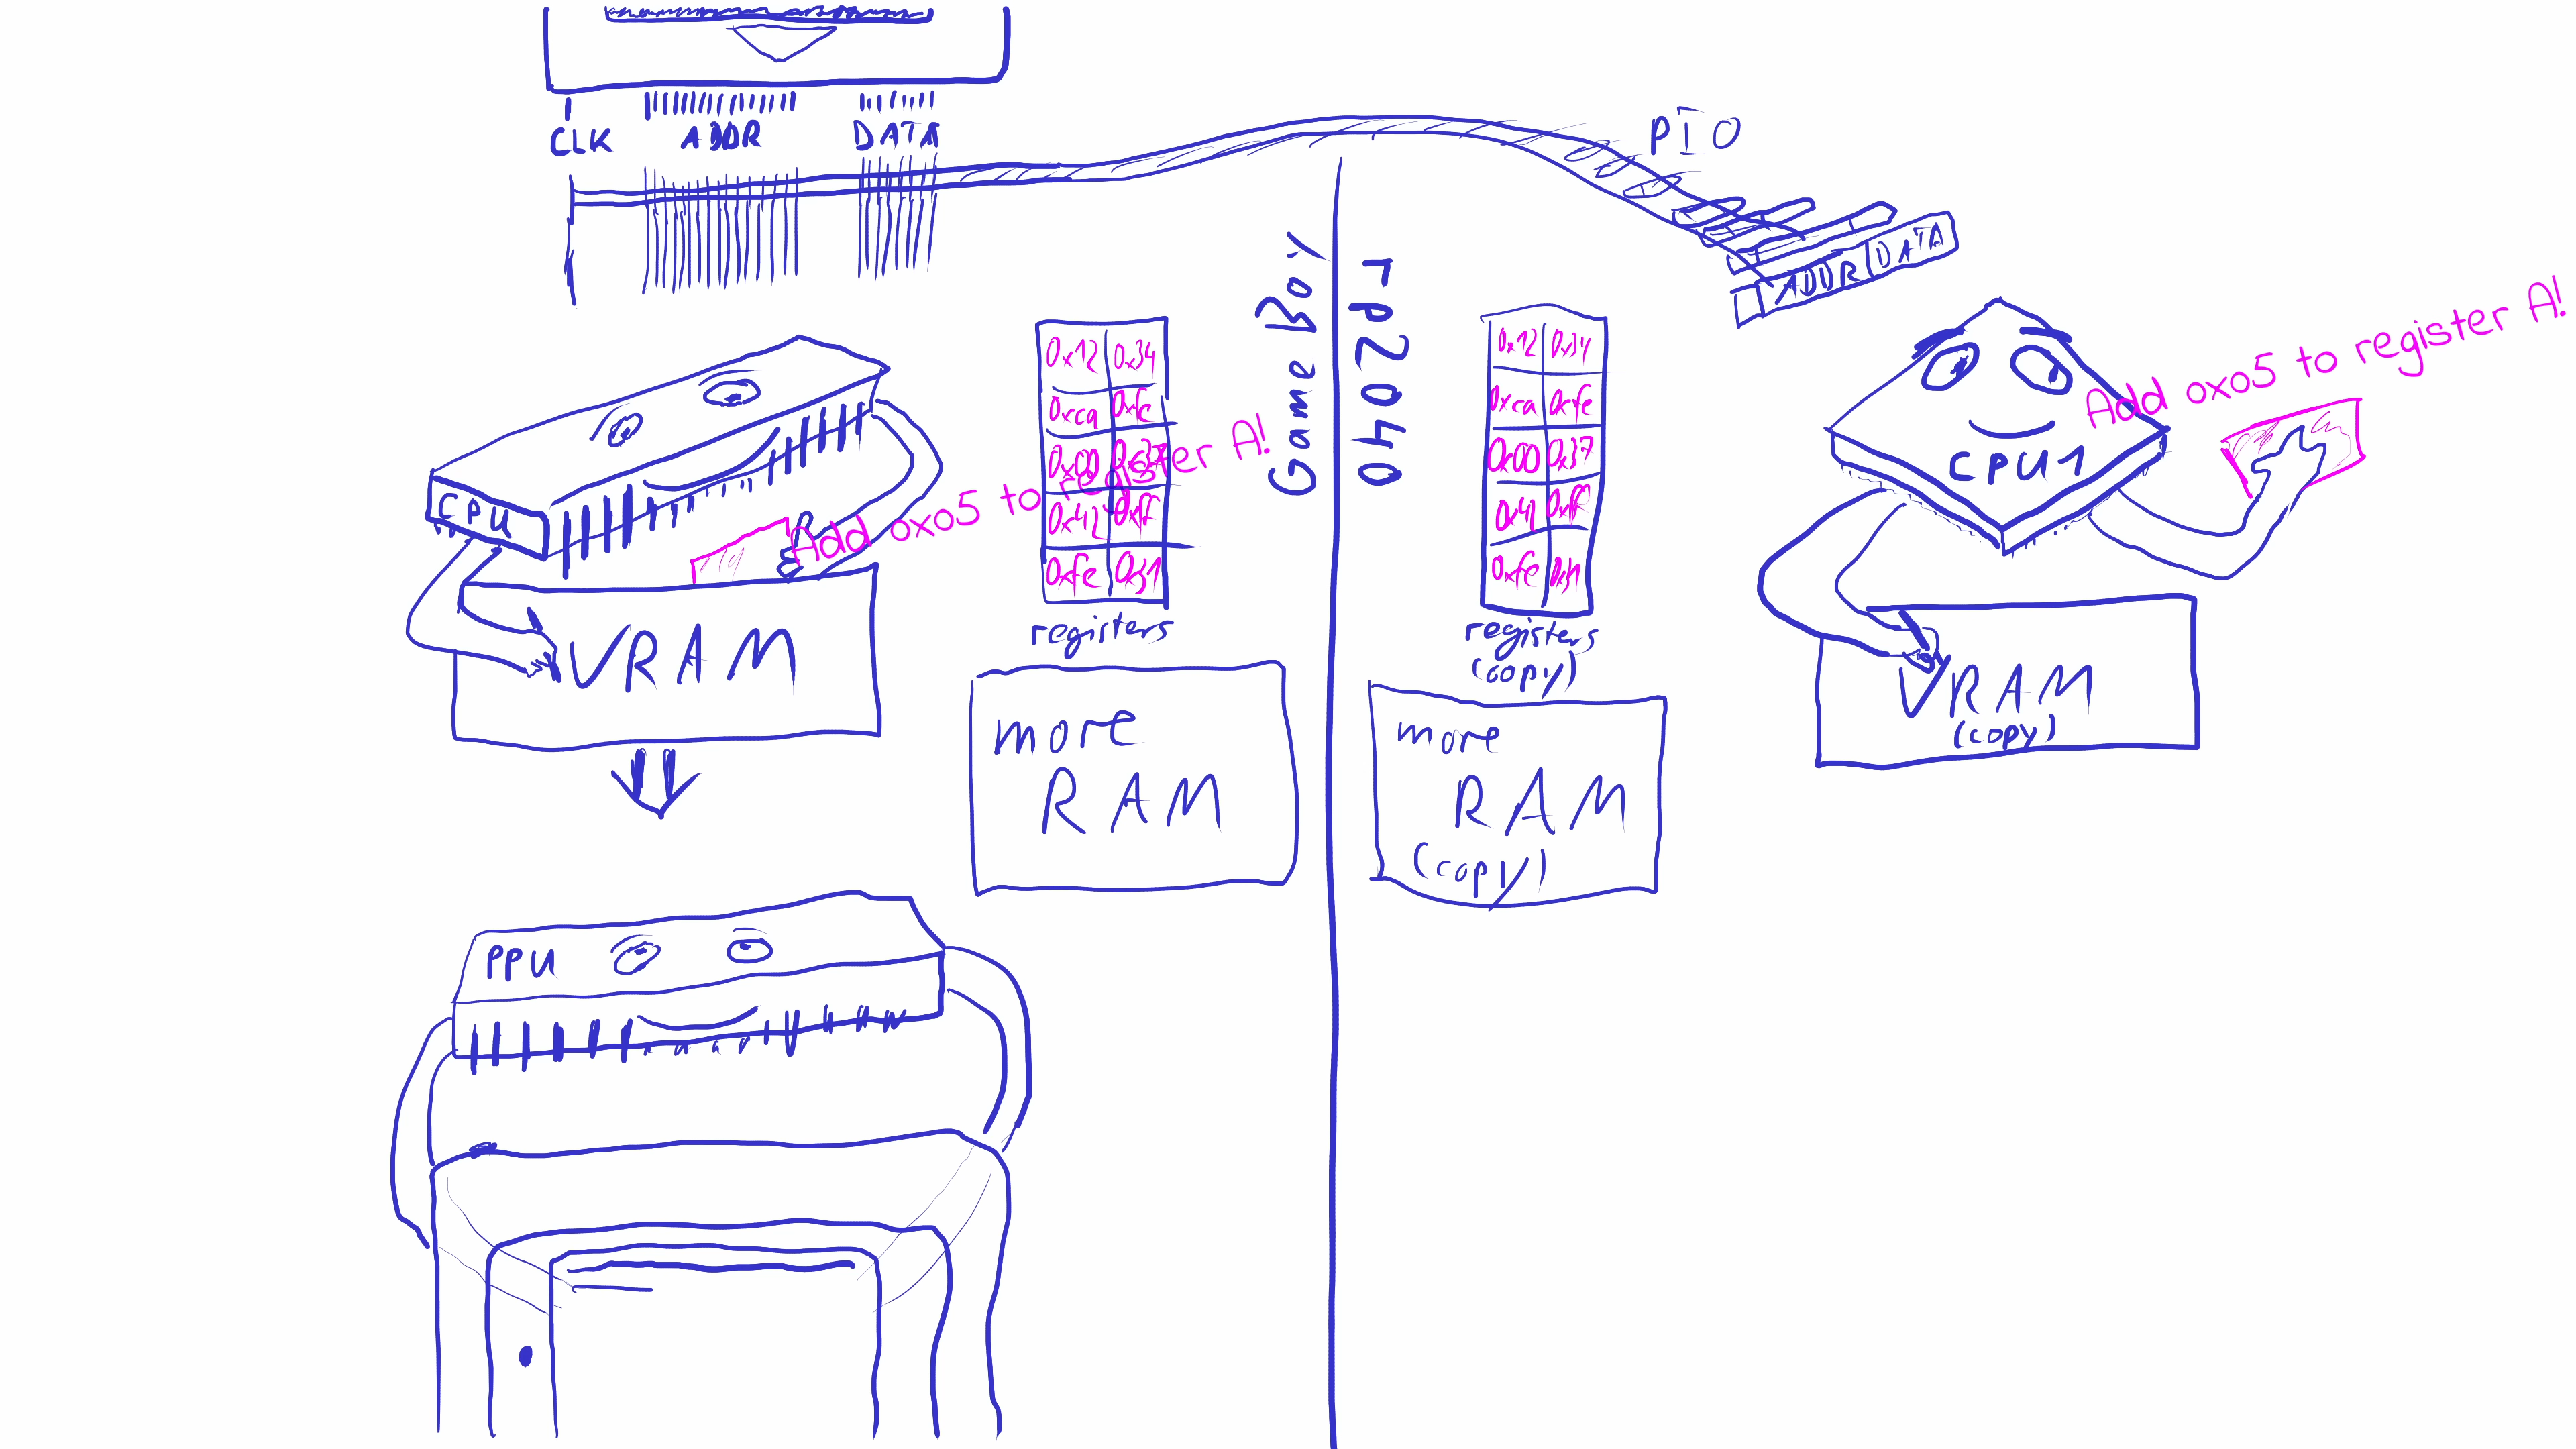 CLK ADDR DATA
PIO
ADDR DATA
Game Boy
rp2040
CPU
Add 0x05 to register A!
VRAM
0x12 0x34
0xca 0xfe
0x00 0x37
0x42 0xff
0xfe 0x31
registers
more
RAM
PPU
0x12 0x34
0xca 0xfe
0x00 0x37
0x42 0xff
0xfe
registers
(copy)
more
RAM
(copy)
CPU1
Add 0x05 to register A!
VRAM
(copy)